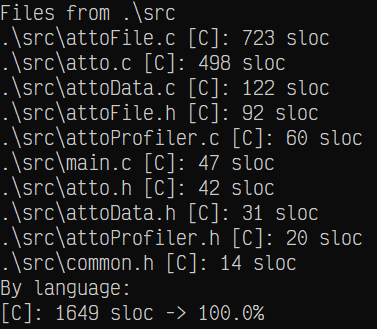 Files from .\src
.\src\attoFile.c [C]: 723 sloc
.\src\atto.c [C]: 498 sloc
.\src\attoData.c [C]: 122 sloc
.\src\attoFile.h [C]: 92 sloc
.\src\attoProfiler.c [C]: 60 sloc
.\src\main.c [C]: 47 sloc
.\src\atto.h [C]: 42 sloc
.\src\attoData.h [C]: 31 sloc
.\src\attoProfiler.h [C]: 20 sloc
.\src\common.h [C]: 14 sloc
By language:
[C]: 1649 sloc -> 100.0%